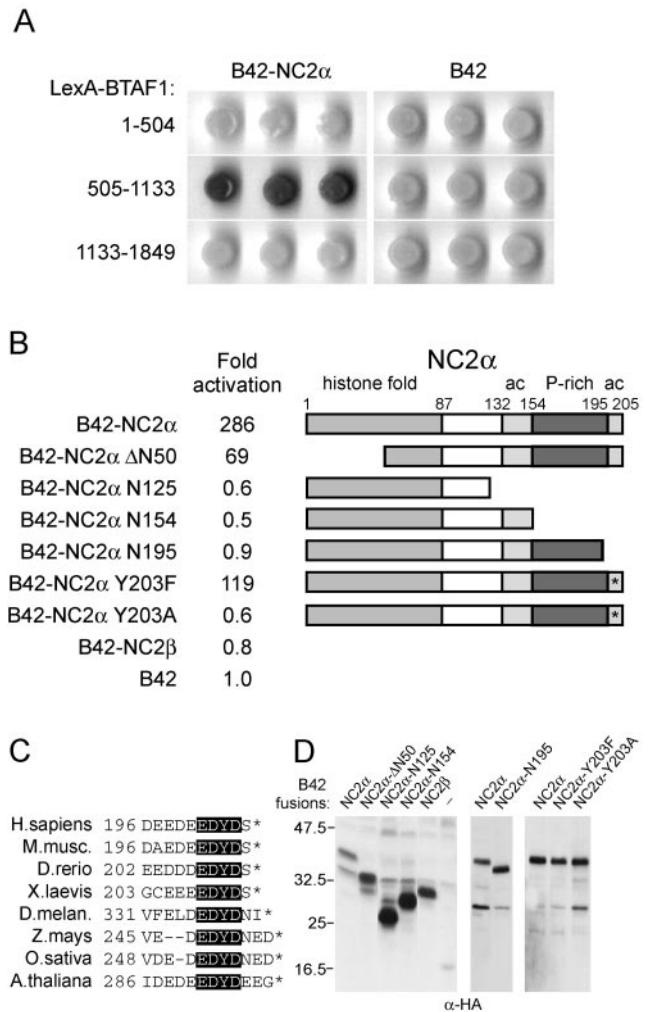 A
B42-NC2α B42
LexA-BTAF1:
1-504
505-1133
1133-1849
B
Fold activation
NC2α
histone fold ac P-rich ac
1 87 132 154 195 205
B42-NC2α 286
B42-NC2α ΔN50 69
B42-NC2α N125 0.6
B42-NC2α N154 0.5
B42-NC2α N195 0.9
B42-NC2α Y203F 119 *
B42-NC2α Y203A 0.6 *
B42-NC2β 0.8
B42 1.0
C
H.sapiens 196 DEEDEEDYDS*
M.musc. 196 DAEDEEDYDS*
D.rerio 202 EEDDDEDYDS*
X.laevis 203 GCEEEEDYDS*
D.melan. 331 VFELDEDYDNI*
Z.mays 245 VE--DEDYDNED*
O.sativa 248 VDE-DEDYDNED*
A.thaliana 286 IDEDEEDYDEEG*
D
B42 fusions:
NC2α
NC2α-ΔN50
NC2α-N125
NC2α-N154
NC2β
–
NC2α
NC2α-N195
NC2α
NC2α-Y203F
NC2α-Y203A
47.5-
32.5-
25-
16.5-
α-HA